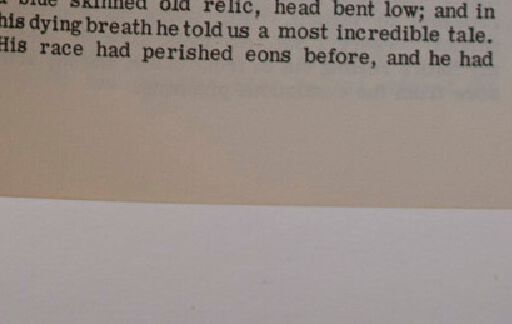 blue skinned old relic, head bent low; and in
his dying breath he told us a most incredible tale.
His race had perished eons before, and he had